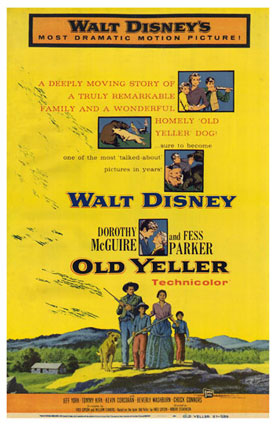 WALT DISNEY'S
MOST DRAMATIC MOTION PICTURE!
A DEEPLY MOVING STORY OF
A TRULY REMARKABLE
FAMILY AND A WONDERFUL
HOMELY 'OLD
YELLER' DOG!
...sure to become
one of the most 'talked-about
pictures in years'
WALT DISNEY
DOROTHY McGUIRE and FESS PARKER
OLD YELLER
Technicolor
JEFF YORK · TOMMY KIRK · KEVIN CORCORAN · BEVERLY WASHBURN · CHUCK CONNORS
OLD YELLER